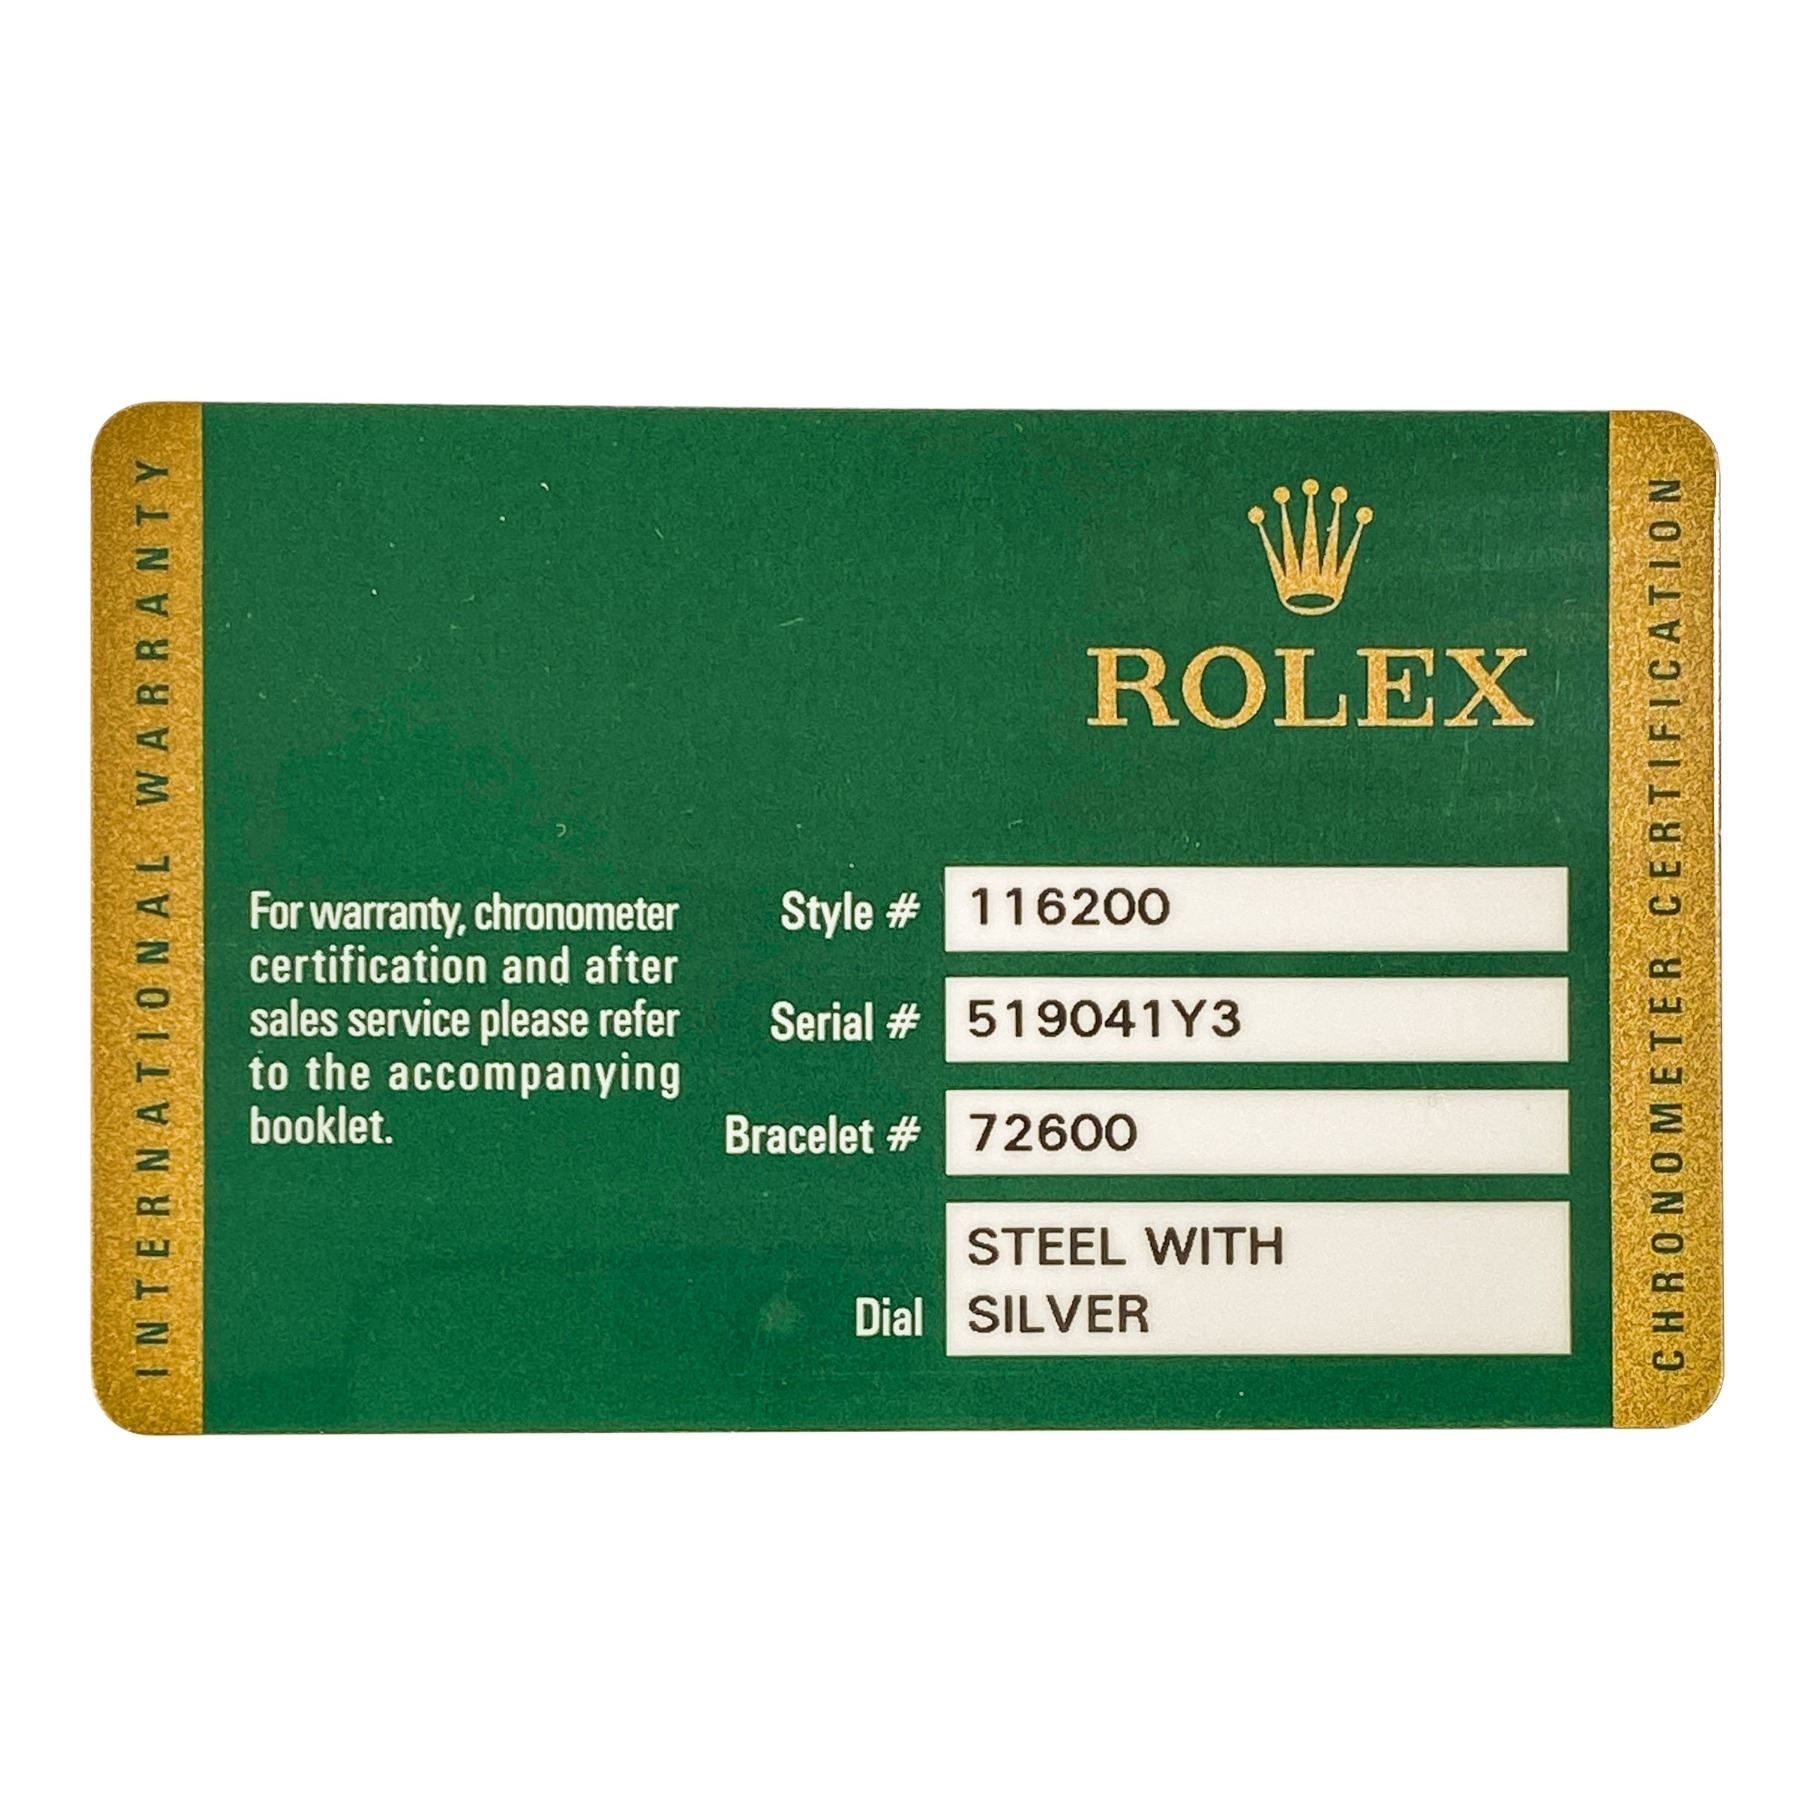 INTERNATIONAL WARRANTY
ROLEX
For warranty, chronometer
certification and after
sales service please refer
to the accompanying
booklet.
Style # 116200
Serial # 519041Y3
Bracelet # 72600
Dial STEEL WITH
SILVER
CHRONOMETER CERTIFICATION